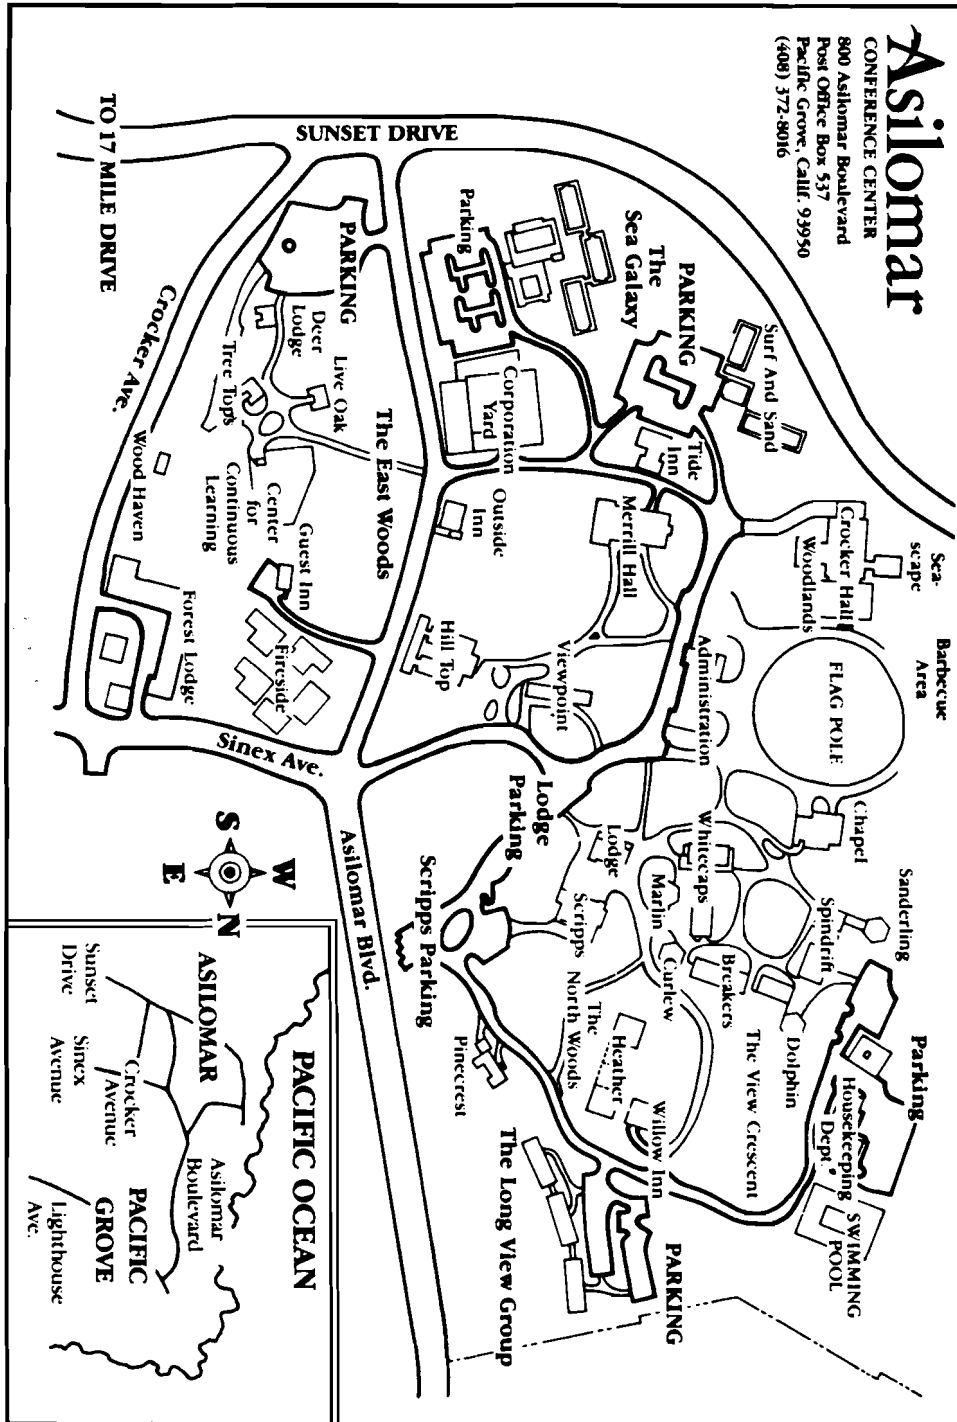 Asilomar
CONFERENCE CENTER
800 Asilomar Boulevard
Post Office Box 537
Pacific Grove, Calif. 93950
(408) 372-8016
Sea-
scape
Barbecue
Area
Sanderling
Parking
Crocker Hall
Woodlands
FLAG POLE
Chapel
Spindrift
Dolphin
Housekeeping
Dept.
SWIMMING
POOL
Surf And Sand
PARKING
The
Sea Galaxy
Tide
Inn
Administration
Whitecaps
Breakers
The View Crescent
Merrill Hall
Marlin
Curlew
Lodge
Scripps
The
North Woods
Heather
Willow Inn
PARKING
Viewpoint
Lodge
Parking
Parking
Corporation
Yard
Outside
Inn
Hill Top
Scripps Parking
Pinecrest
The Long View Group
SUNSET DRIVE
The East Woods
Asilomar Blvd.
PARKING
Deer
Lodge
Live Oak
Tree Tops
Center
for
Continuous
Learning
Guest Inn
Fireside
Sinex Ave.
Crocker Ave.
Wood Haven
Forest Lodge
TO 17 MILE DRIVE
W
S
N
E
PACIFIC OCEAN
ASILOMAR
Asilomar
Boulevard
Sunset
Drive
Sinex
Avenue
Crocker
Avenue
PACIFIC
GROVE
Lighthouse
Ave.